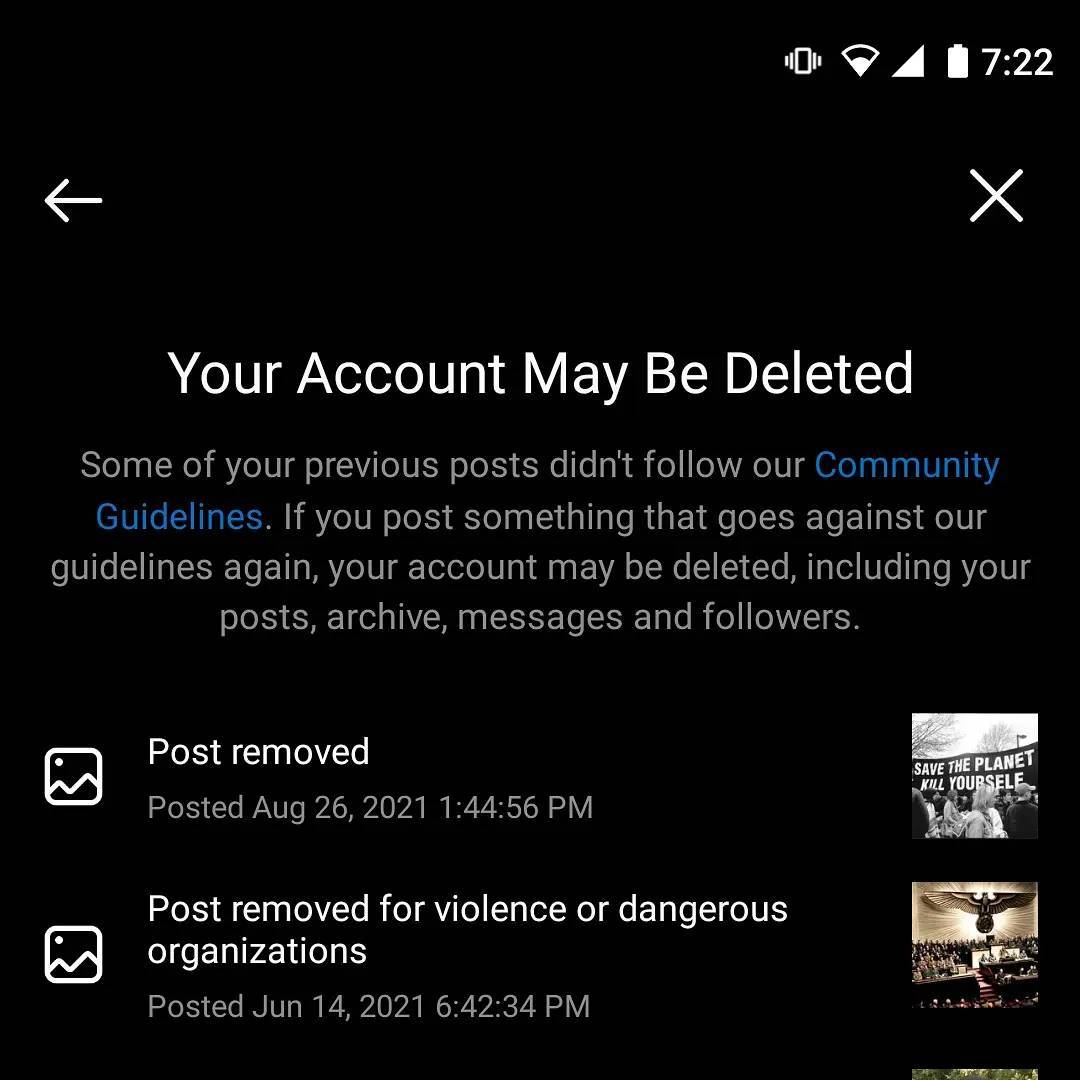 7:22
Your Account May Be Deleted
Some of your previous posts didn't follow our Community
Guidelines. If you post something that goes against our
guidelines again, your account may be deleted, including your
posts, archive, messages and followers.
Post removed
Posted Aug 26, 2021 1:44:56 PM
SAVE THE PLANET
KILL YOURSELF
Post removed for violence or dangerous
organizations
Posted Jun 14, 2021 6:42:34 PM